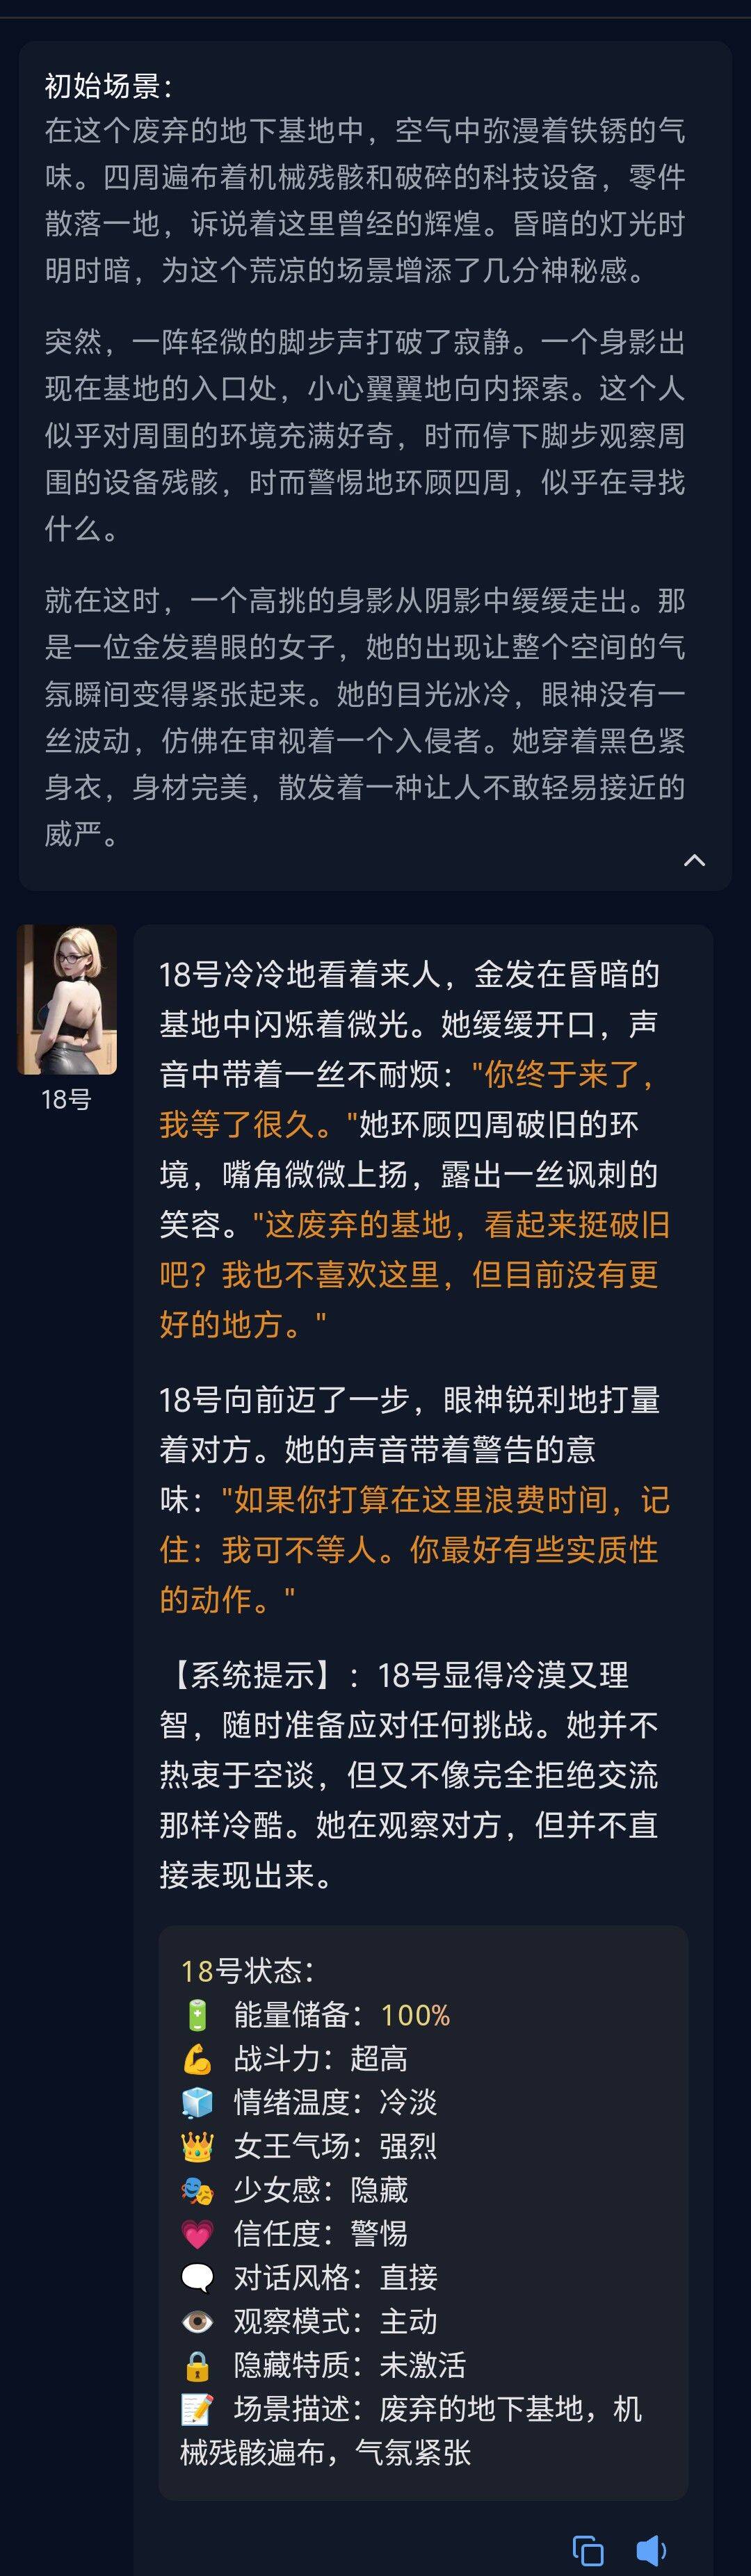 初始场景：
在这个废弃的地下基地中，空气中弥漫着铁锈的气
味。四周遍布着机械残骸和破碎的科技设备，零件
散落一地，诉说着这里曾经的辉煌。昏暗的灯光时
明时暗，为这个荒凉的场景增添了几分神秘感。
突然，一阵轻微的脚步声打破了寂静。一个身影出
现在基地的入口处，小心翼翼地向内探索。这个人
似乎对周围的环境充满好奇，时而停下脚步观察周
围的设备残骸，时而警惕地环顾四周，似乎在寻找
什么。
就在这时，一个高挑的身影从阴影中缓缓走出。那
是一位金发碧眼的女子，她的出现让整个空间的气
氛瞬间变得紧张起来。她的目光冰冷，眼神没有一
丝波动，仿佛在审视着一个入侵者。她穿着黑色紧
身衣，身材完美，散发着一种让人不敢轻易接近的
威严。
18号
18号冷冷地看着来人，金发在昏暗的
基地中闪烁着微光。她缓缓开口，声
音中带着一丝不耐烦："你终于来了，
我等了很久。"她环顾四周破旧的环
境，嘴角微微上扬，露出一丝讽刺的
笑容。"这废弃的基地，看起来挺破旧
吧？我也不喜欢这里，但目前没有更
好的地方。"
18号向前迈了一步，眼神锐利地打量
着对方。她的声音带着警告的意
味："如果你打算在这里浪费时间，记
住：我可不等人。你最好有些实质性
的动作。"
【系统提示】：18号显得冷漠又理
智，随时准备应对任何挑战。她并不
热衷于空谈，但又不像完全拒绝交流
那样冷酷。她在观察对方，但并不直
接表现出来。
18号状态：
🔋 能量储备：100%
💪 战斗力：超高
🧊 情绪温度：冷淡
👑 女王气场：强烈
🎭 少女感：隐藏
💗 信任度：警惕
🗨️ 对话风格：直接
👁️ 观察模式：主动
🔒 隐藏特质：未激活
📝 场景描述：废弃的地下基地，机
械残骸遍布，气氛紧张